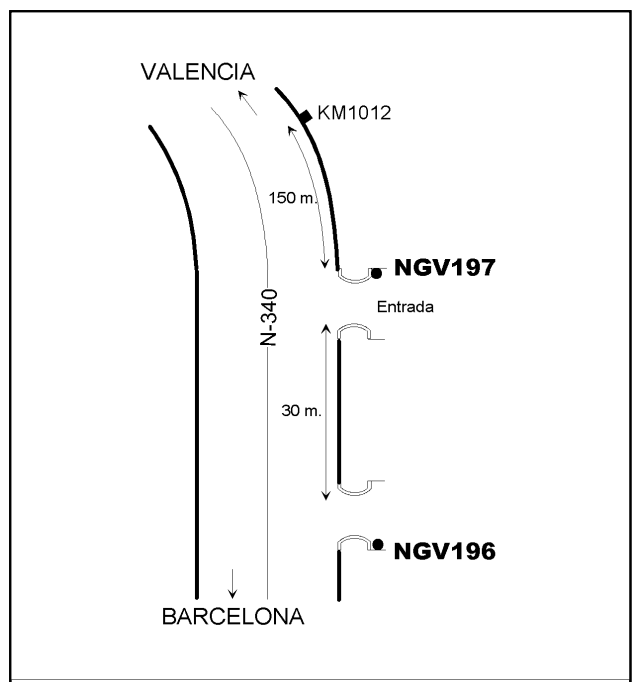 VALENCIA
KM1012
150 m.
NGV197
Entrada
N-340
30 m.
NGV196
BARCELONA